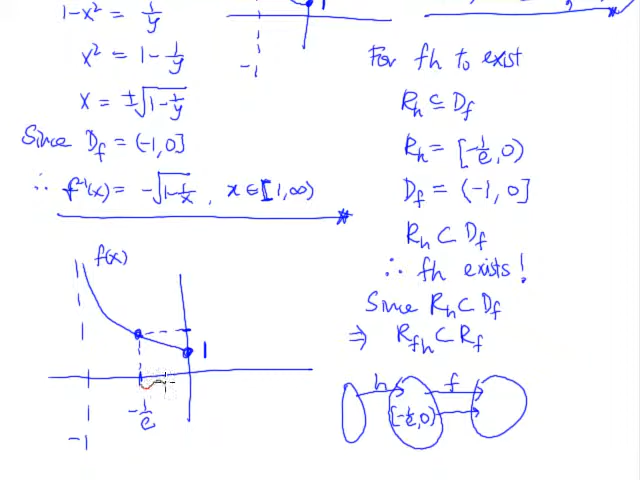 1-x² = 1/y
x² = 1 - 1/y
x = ±√(1-1/y)
Since D_f = (-1, 0]
∴ f⁻¹(x) = -√(1-1/x), x ∈ [1, ∞)
f(x)
1
-1/e
-1
-1
1
For fh to exist
R_h ⊆ D_f
R_h = [-1/e, 0)
D_f = (-1, 0]
R_h ⊂ D_f
∴ fh exists!
Since R_h ⊂ D_f
⇒ R_fh ⊂ R_f
h f
[-1/e, 0)